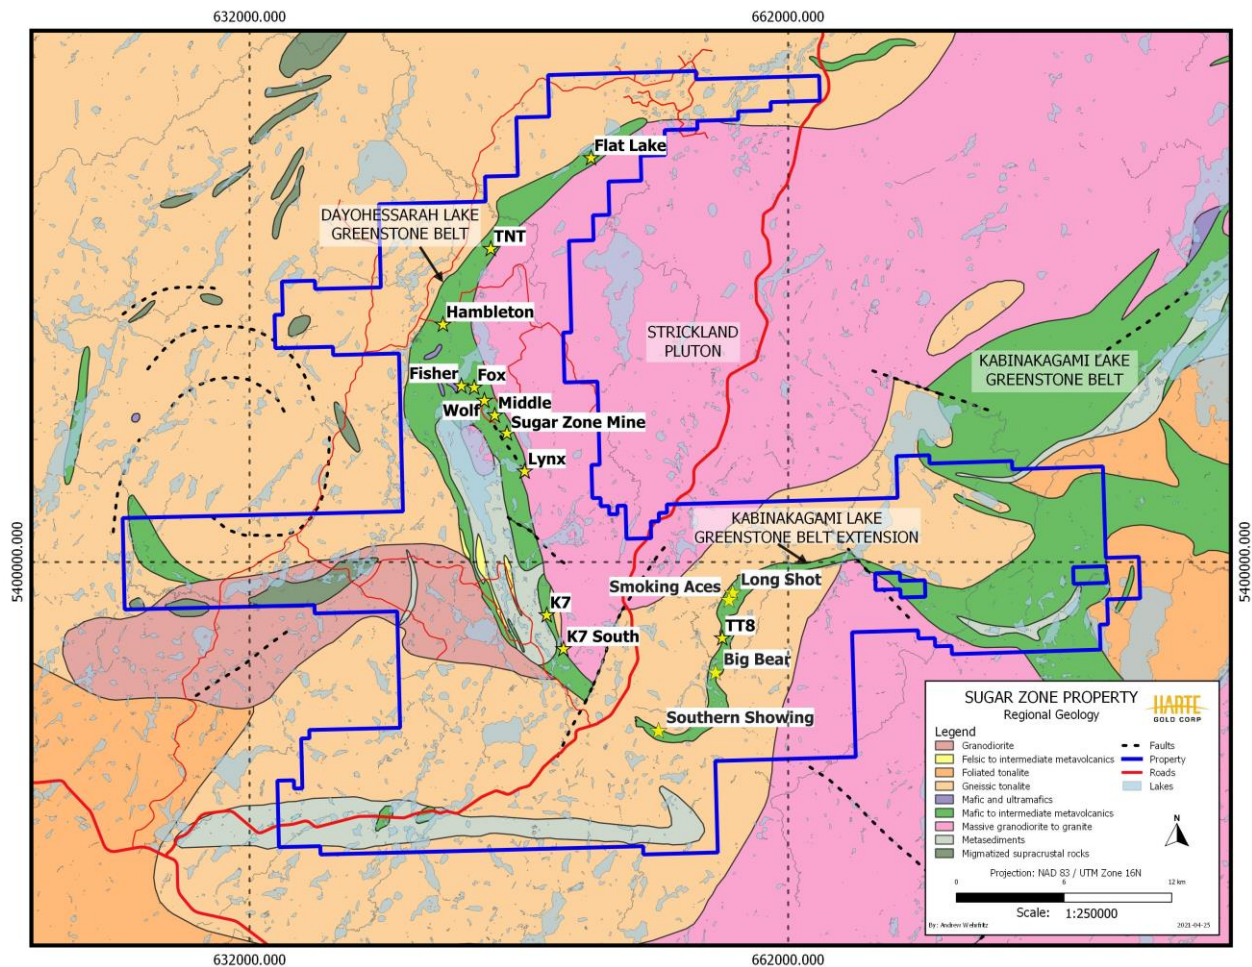 632000.000
662000.000
Flat Lake
DAYOHESSARAH LAKE
GREENSTONE BELT
TNT
Hambleton
STRICKLAND
PLUTON
KABINAKAGAMI LAKE
GREENSTONE BELT
Fisher
Fox
Wolf
Middle
Sugar Zone Mine
Lynx
KABINAKAGAMI LAKE
GREENSTONE BELT EXTENSION
5400000.000
5400000.000
Smoking Aces
Long Shot
K7
TT8
K7 South
Big Bear
Southern Showing
SUGAR ZONE PROPERTY
Regional Geology
HARTE
GOLD CORP
Legend
Granodiorite
Felsic to intermediate metavolcanics
Foliated tonalite
Gneissic tonalite
Mafic and ultramafics
Mafic to intermediate metavolcanics
Massive granodiorite to granite
Metasediments
Migmatized supracrustal rocks
Faults
Property
Roads
Lakes
N
Projection: NAD 83 / UTM Zone 16N
0 6 12 km
Scale: 1:250000
By: Andrew Wehrfritz
2021-04-25
632000.000
662000.000